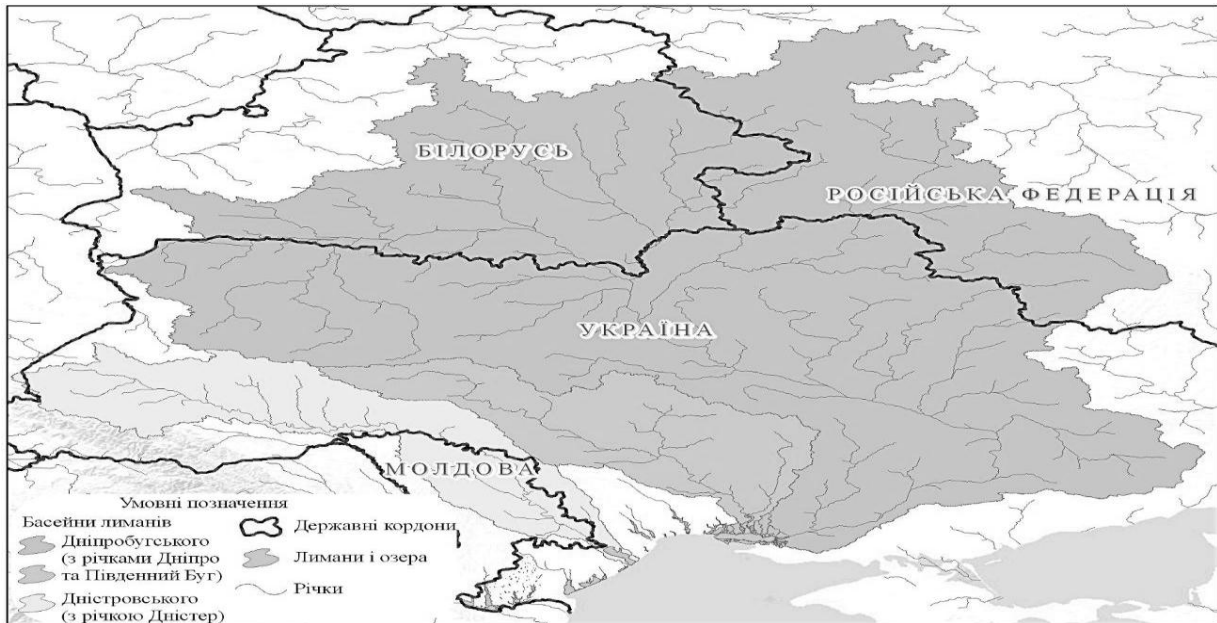 БІЛОРУСЬ
РОСІЙСЬКА ФЕДЕРАЦІЯ
УКРАЇНА
МОЛДОВА
Умовні позначення
Басейни лиманів
Дніпробугського
(з річками Дніпро
та Південний Буг)
Дністровського
(з річкою Дністер)
Державні кордони
Лимани і озера
Річки